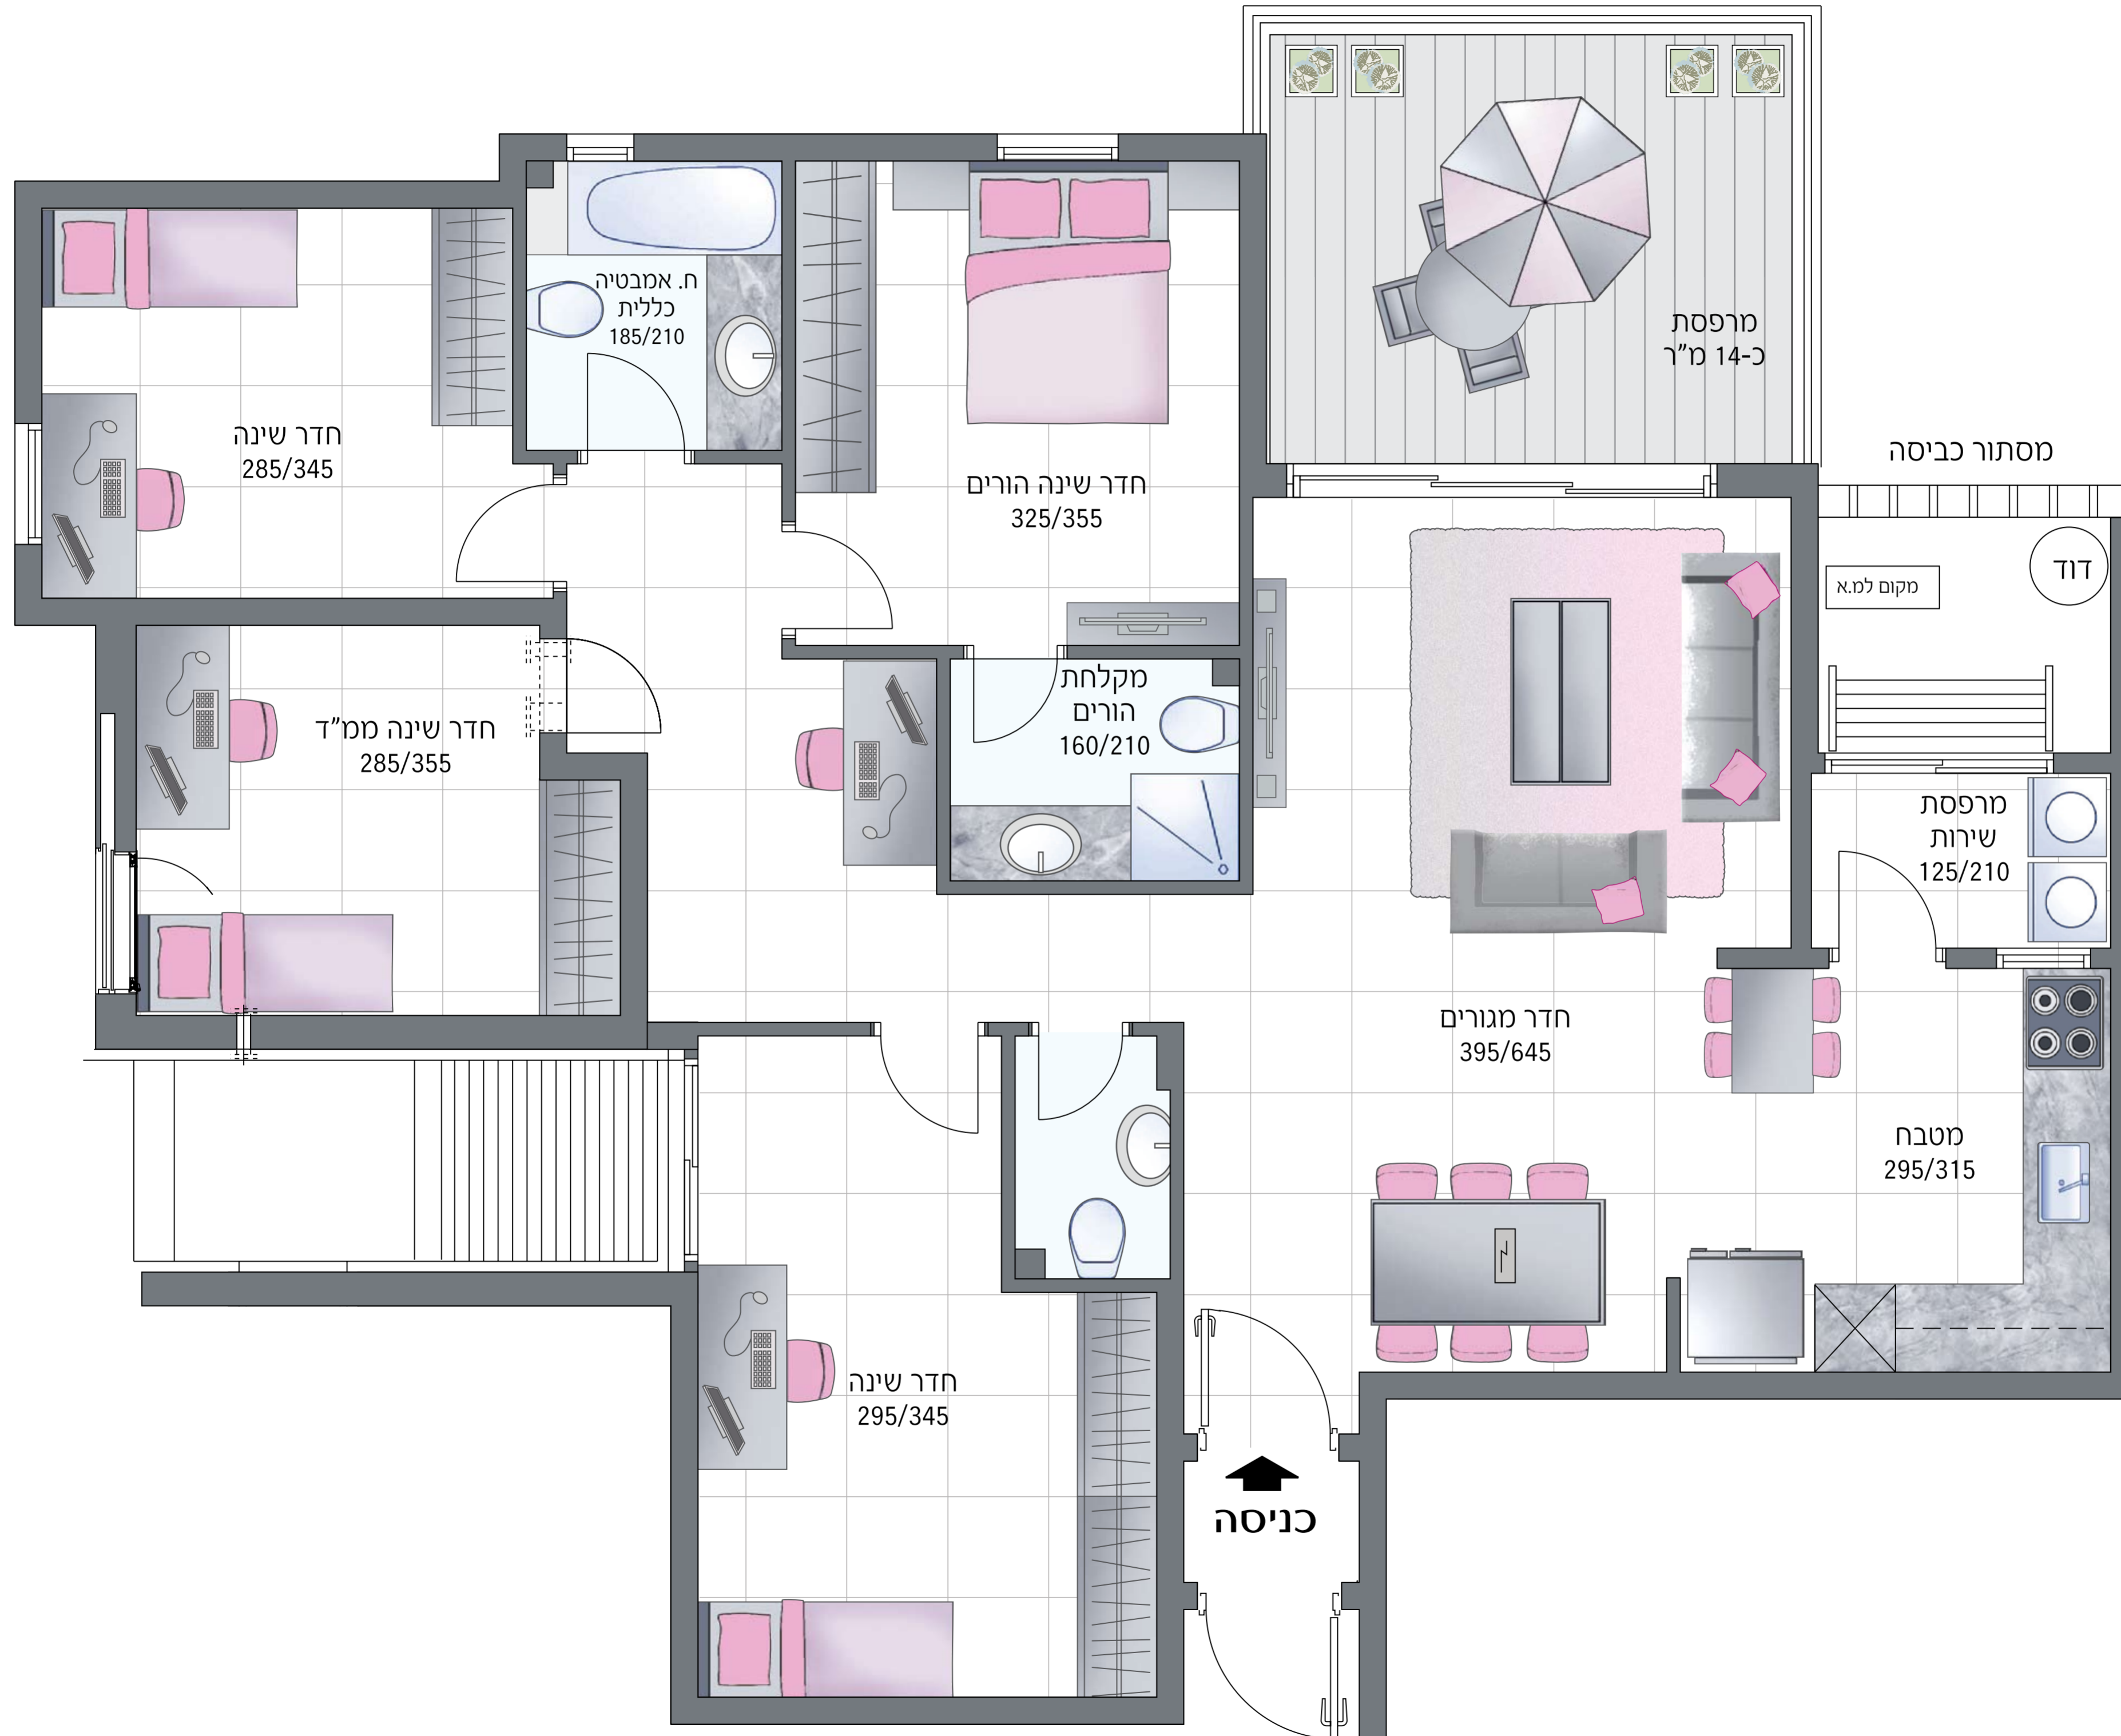 מרפסת
כ-14 מ"ר
ח. אמבטיה
כללית
185/210
חדר שינה
285/345
חדר שינה הורים
325/355
מסתור כביסה
דוד
מקום למ.א
מקלחת
הורים
160/210
חדר שינה ממ"ד
285/355
מרפסת
שירות
125/210
חדר מגורים
395/645
מטבח
295/315
חדר שינה
295/345
כניסה